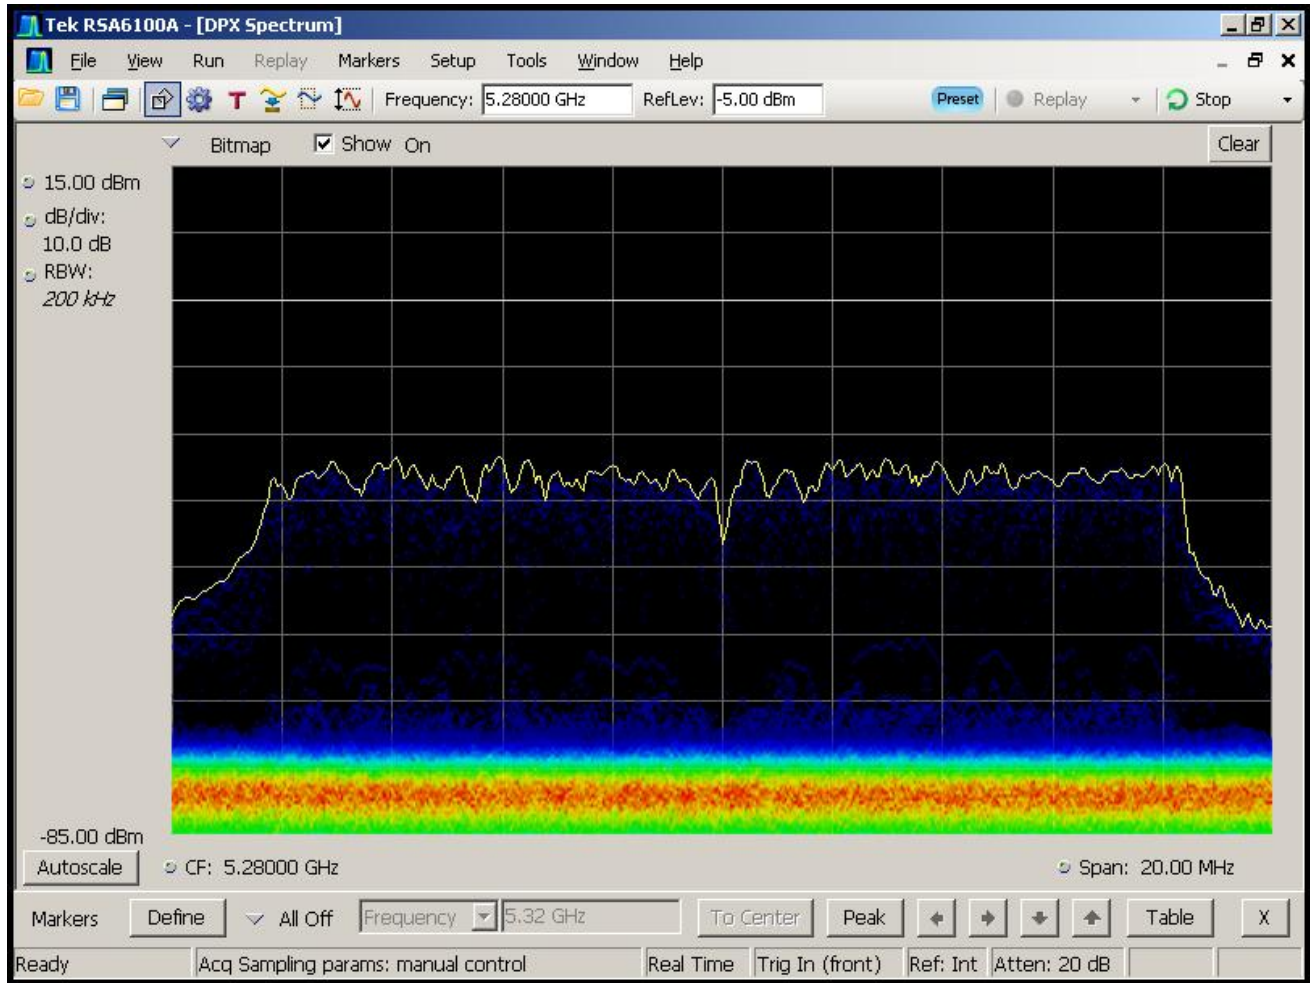 Tek RSA6100A - [DPX Spectrum]
File View Run Replay Markers Setup Tools Window Help
T Frequency: 5.28000 GHz RefLev: -5.00 dBm Preset Replay Stop
Bitmap Show On Clear
15.00 dBm
dB/div:
10.0 dB
RBW:
200 kHz
-85.00 dBm
Autoscale CF: 5.28000 GHz Span: 20.00 MHz
Markers Define All Off Frequency 5.32 GHz To Center Peak Table X
Ready Acq Sampling params: manual control Real Time Trig In (front) Ref: Int Atten: 20 dB